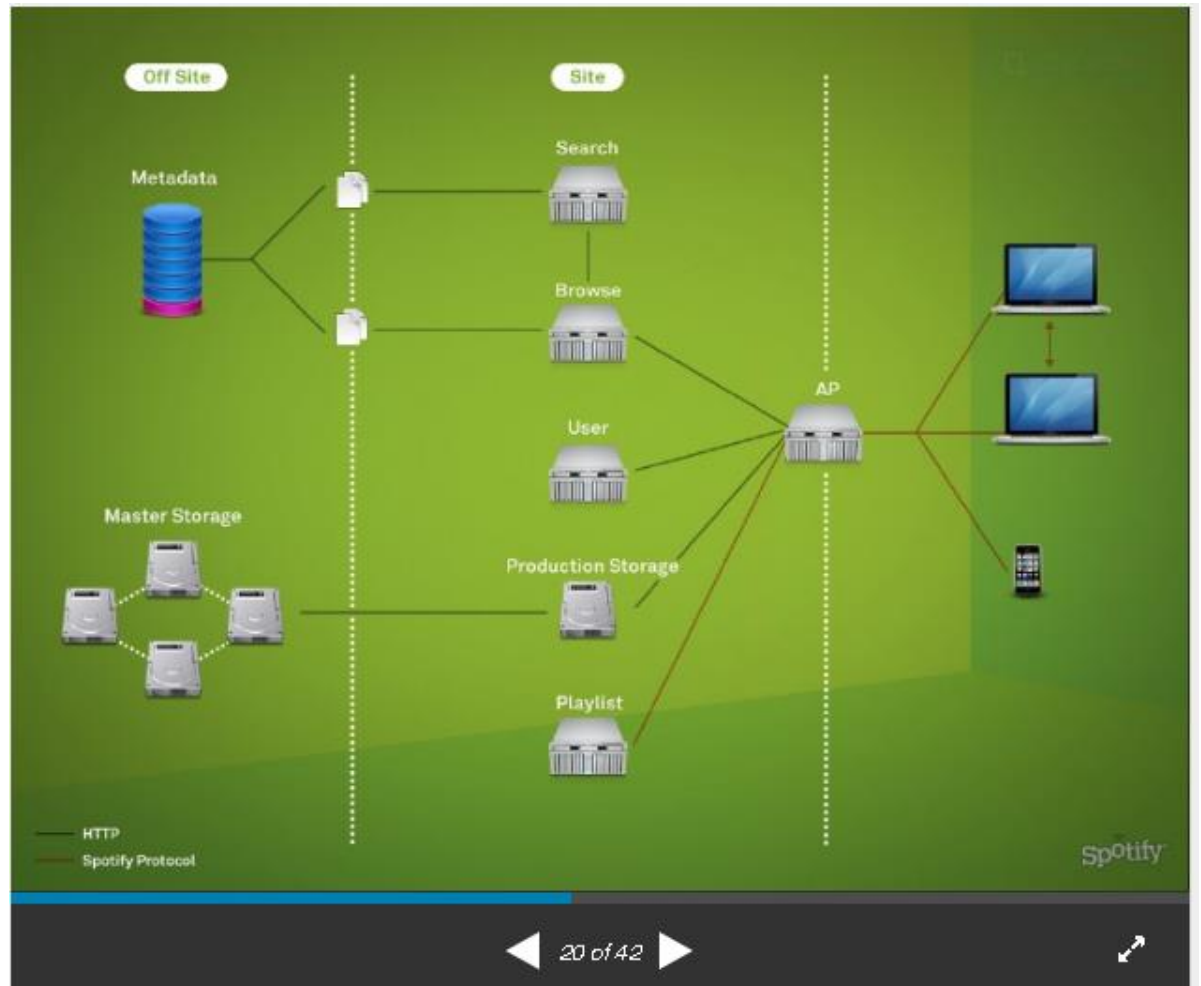 Off Site
Site
Search
Metadata
Browse
AP
User
Master Storage
Production Storage
Playlist
HTTP
Spotify Protocol
Spotify
20 of 42